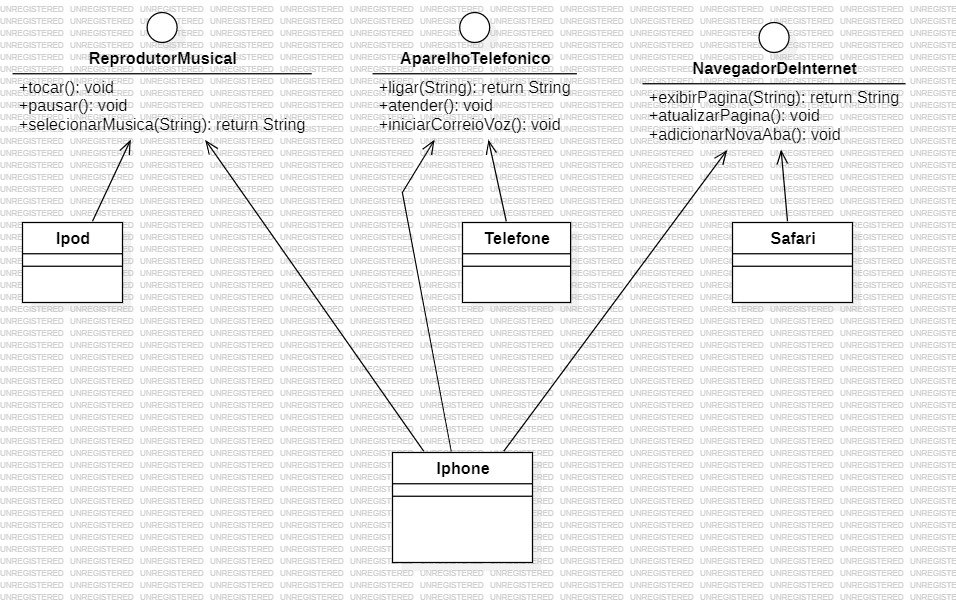 ReprodutorMusical
+tocar(): void
+pausar(): void
+selecionarMusica(String): return String
AparelhoTelefonico
+ligar(String): return String
+atender(): void
+iniciarCorreioVoz(): void
NavegadorDeInternet
+exibirPagina(String): return String
+atualizarPagina(): void
+adicionarNovaAba(): void
Ipod
Telefone
Safari
Iphone
UNREGISTERED